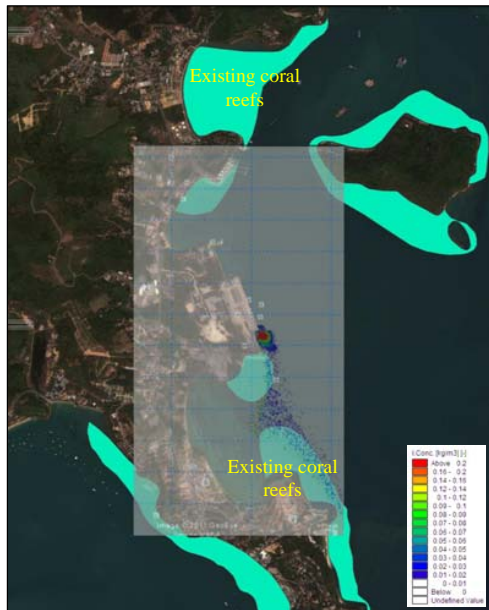 Existing coral
reefs
Existing coral
reefs
Conc. [kg/m3] [-]
Above 0.2
0.16 - 0.2
0.14 - 0.16
0.12 - 0.14
0.1 - 0.12
0.09 - 0.1
0.08 - 0.09
0.07 - 0.08
0.06 - 0.07
0.05 - 0.06
0.04 - 0.05
0.03 - 0.04
0.02 - 0.03
0.01 - 0.02
0 - 0.01
Below 0
Undefined Value